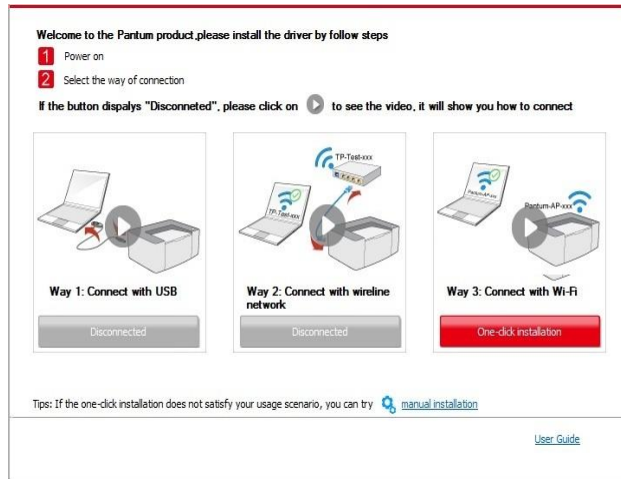 Welcome to the Pantum product,please install the driver by follow steps
1 Power on
2 Select the way of connection
If the button dispalys "Disconneted", please click on to see the video, it will show you how to connect
TP-Test-xxx
TP-Test-xxx
Pantum-AP-xxx
Pantum-AP-xxx
Way 1: Connect with USB
Way 2: Connect with wireline
network
Way 3: Connect with Wi-Fi
Disconnected
Disconnected
One-click installation
Tips: If the one-click installation does not satisfy your usage scenario, you can try manual installation
User Guide